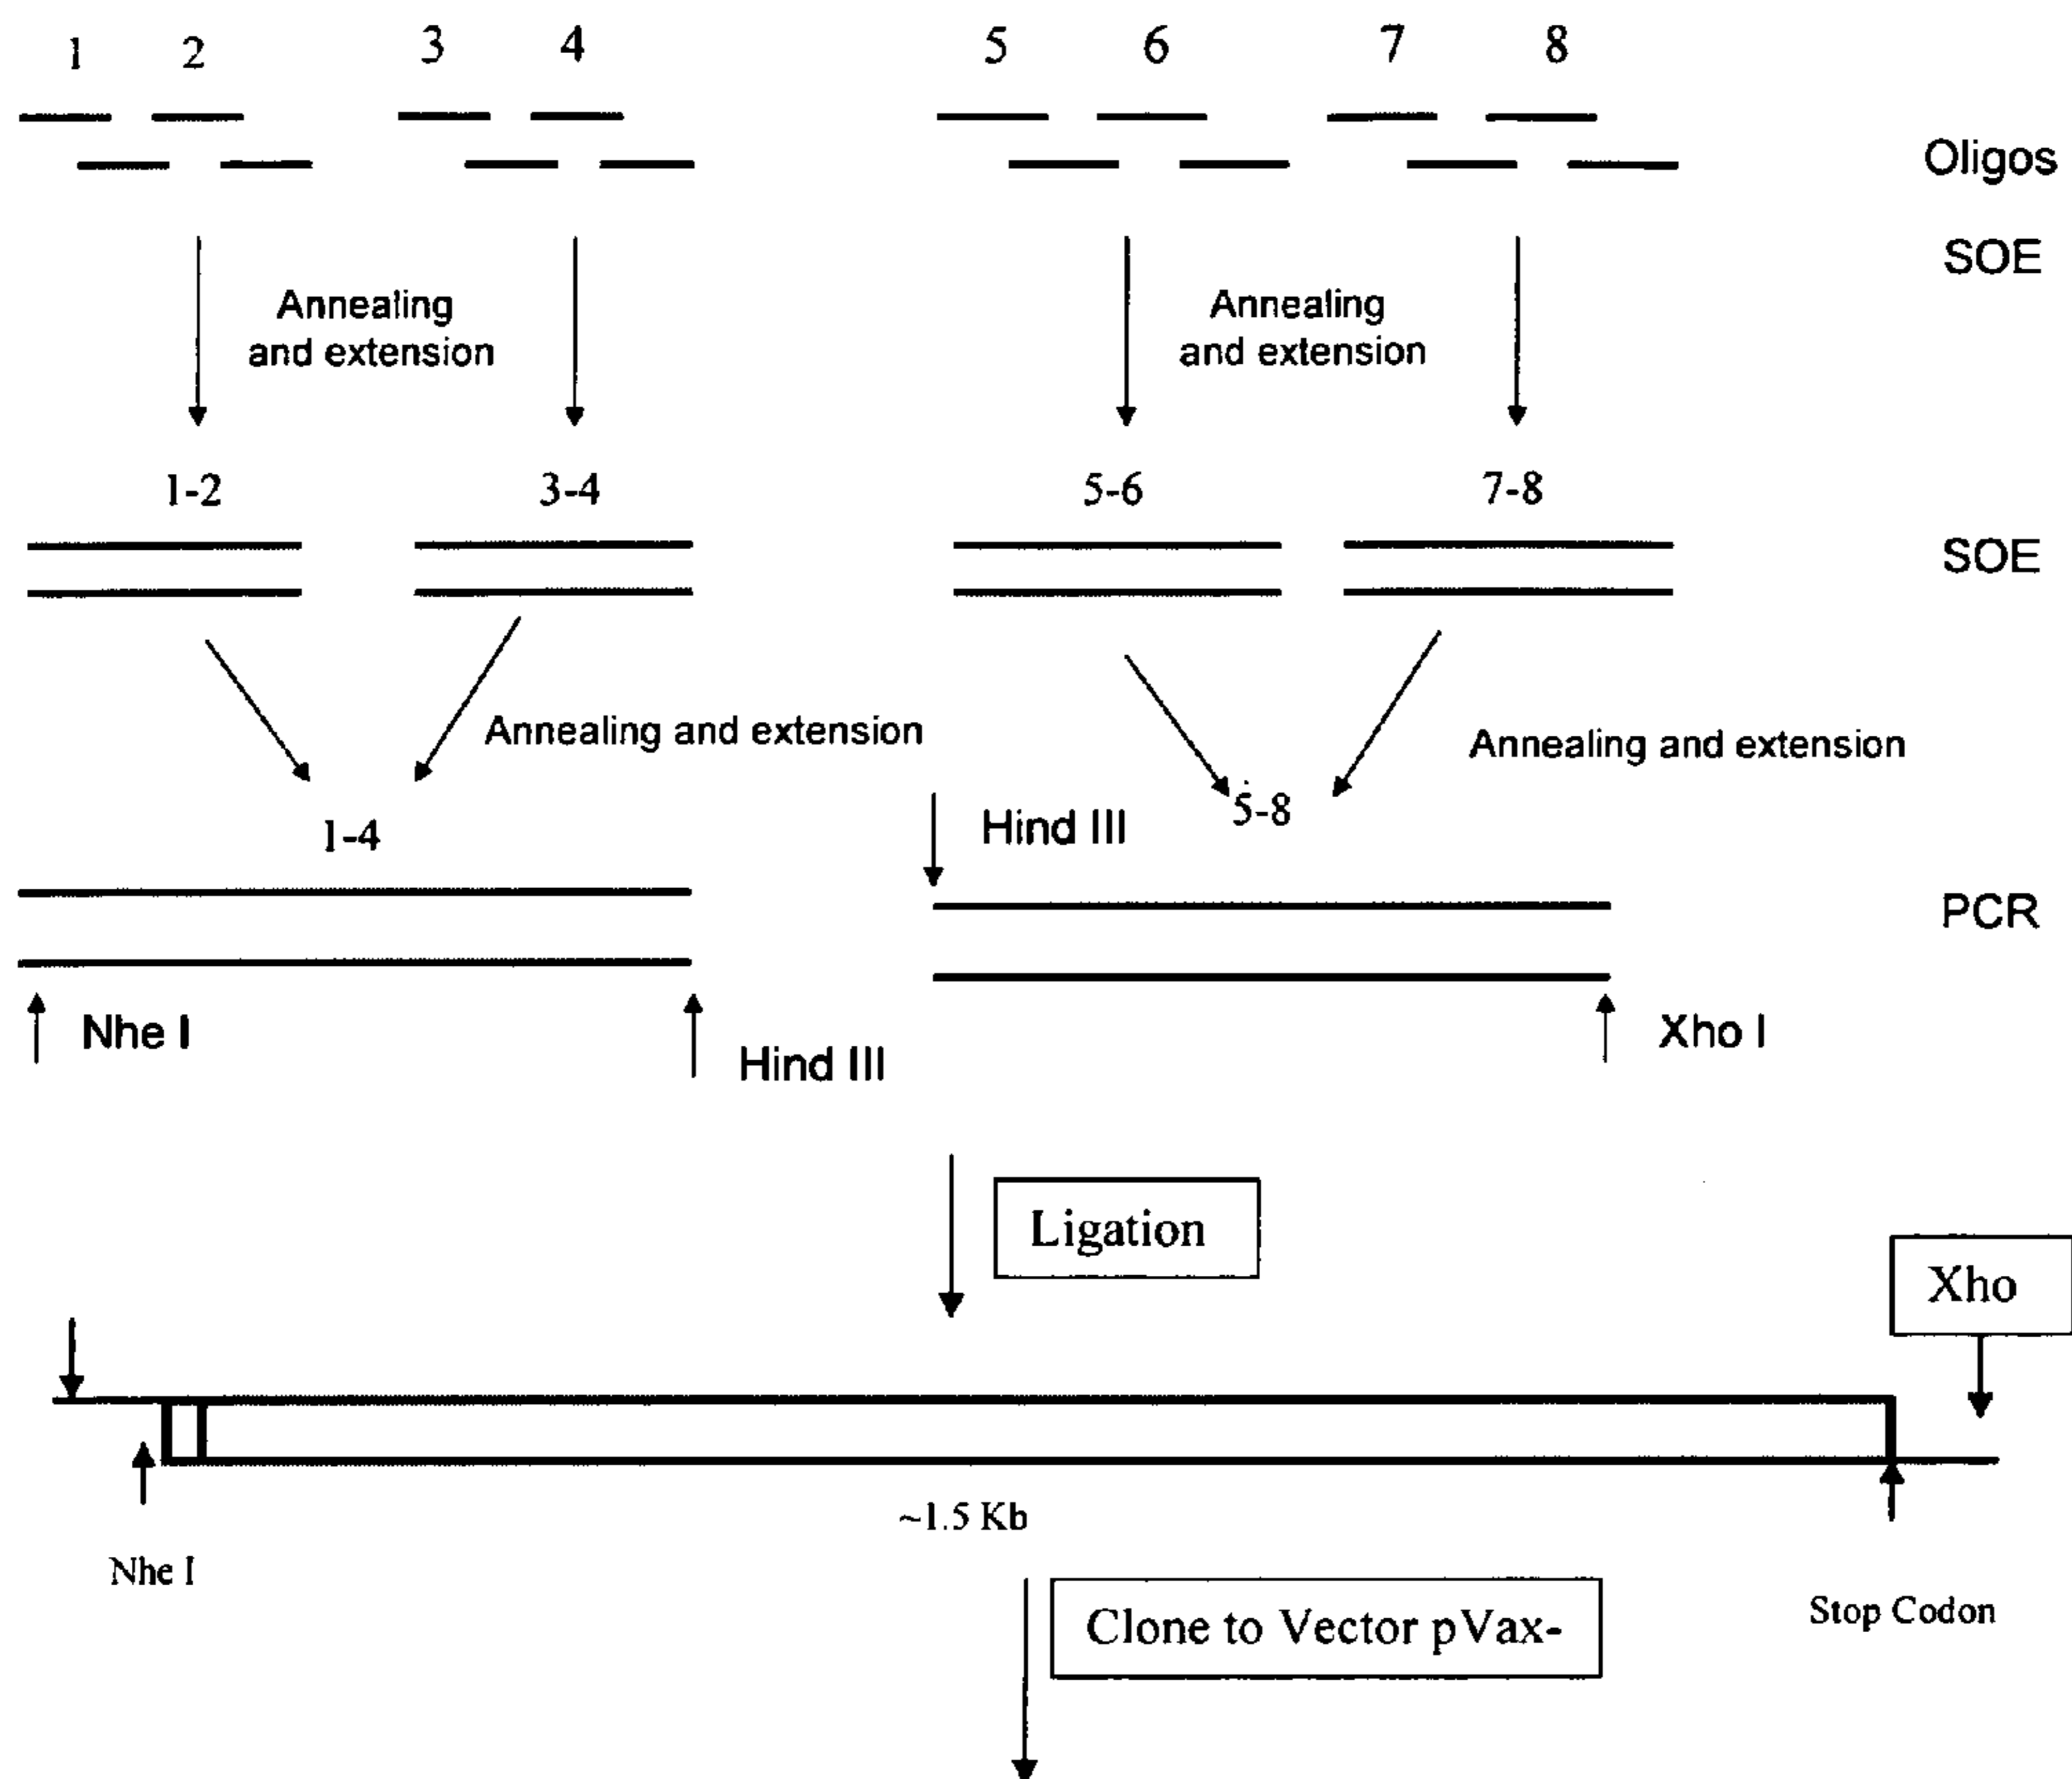 1 2 3 4 5 6 7 8
Oligos
SOE
Annealing
and extension
Annealing
and extension
1-2 3-4 5-6 7-8
SOE
Annealing and extension
Annealing and extension
1-4
Hind III
5-8
PCR
Nhe I
Hind III
Xho I
Ligation
Xho
~1.5 Kb
Nhe I
Clone to Vector pVax-
Stop Codon